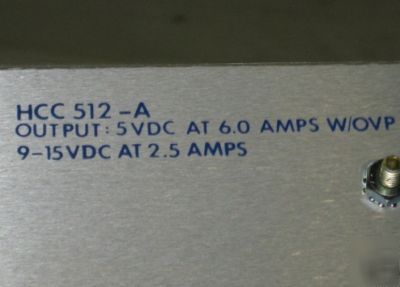 HCC 512 -A
OUTPUT: 5VDC AT 6.0 AMPS W/OVP
9-15VDC AT 2.5 AMPS